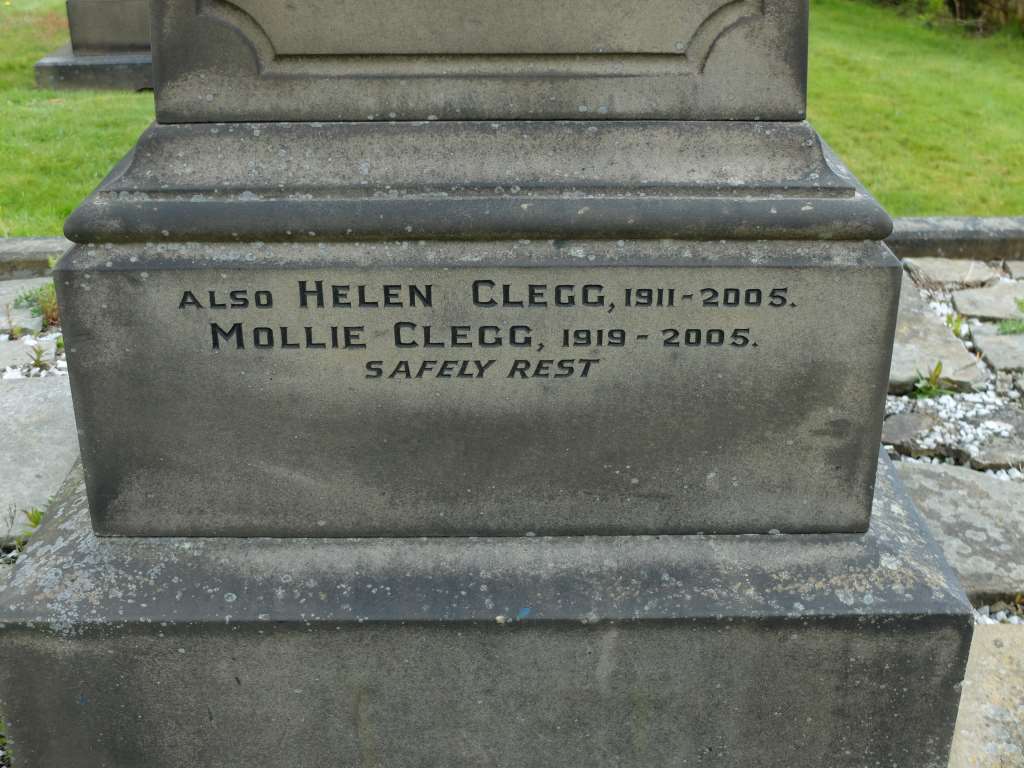 ALSO HELEN CLEGG, 1911-2005.
MOLLIE CLEGG, 1919-2005.
SAFELY REST